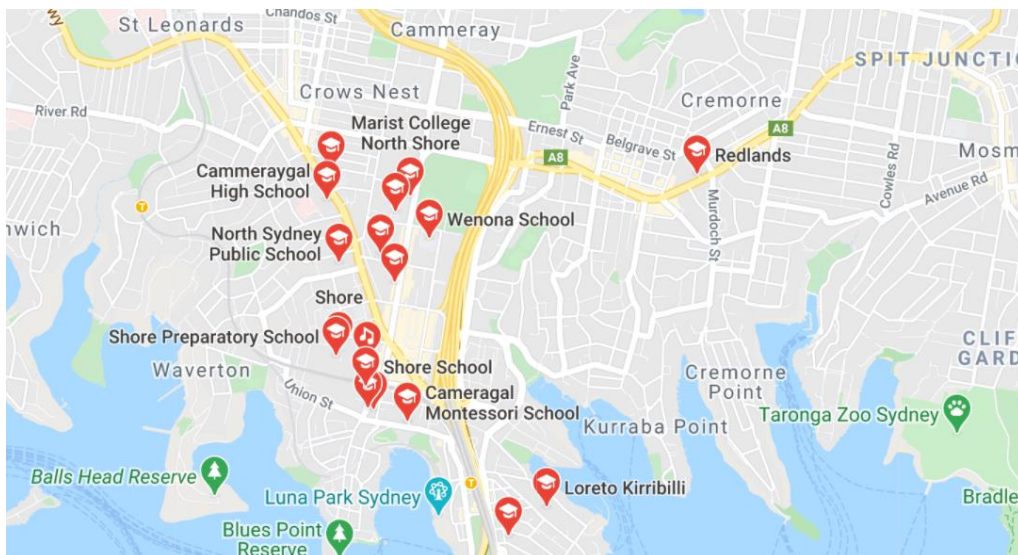 wy
Chandos St
St Leonards
Cammeray
SPIT JUNCTIO
Park Ave
Crows Nest
Cremorne
River Rd
Marist College
North Shore
Ernest St
Belgrave St
A8
A8
Redlands
Mosm
Cammeraygal
High School
Cowles Rd
Avenue Rd
T
Wenona School
Murdoch St
nwich
North Sydney
Public School
Shore
Shore Preparatory School
CLIF
GARD
Waverton
Shore School
Cremorne
Point
Union St
Cameragal
Montessori School
Taronga Zoo Sydney
Kurraba Point
Balls Head Reserve
Luna Park Sydney
T
Loreto Kirribilli
Bradle
Blues Point
Reserve